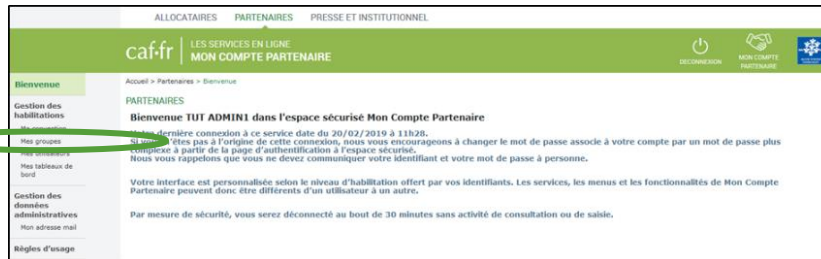 ALLOCATAIRES PARTENAIRES PRESSE ET INSTITUTIONNEL
caf.fr LES SERVICES EN LIGNE
MON COMPTE PARTENAIRE
DECONNEXION
MON COMPTE
PARTENAIRE
Bienvenue
Gestion des
habilitations
Mes groupes
Mes tableaux de
bord
Gestion des
données
administratives
Mon adresse mail
Règles d'usage
Accueil > Partenaires > Bienvenue
PARTENAIRES
Bienvenue TUT ADMIN1 dans l'espace sécurisé Mon Compte Partenaire
dernière connexion à ce service date du 20/02/2019 à 11h28.
Si vous n'êtes pas à l'origine de cette connexion, nous vous encourageons à changer le mot de passe associé à votre compte par un mot de passe plus
complexe à partir de la page d'authentification à l'espace sécurisé.
Nous vous rappelons que vous ne devez communiquer votre identifiant et votre mot de passe à personne.
Votre interface est personnalisée selon le niveau d'habilitation offert par vos identifiants. Les services, les menus et les fonctionnalités de Mon Compte
Partenaire peuvent donc être différents d'un utilisateur à un autre.
Par mesure de sécurité, vous serez déconnecté au bout de 30 minutes sans activité de consultation ou de saisie.